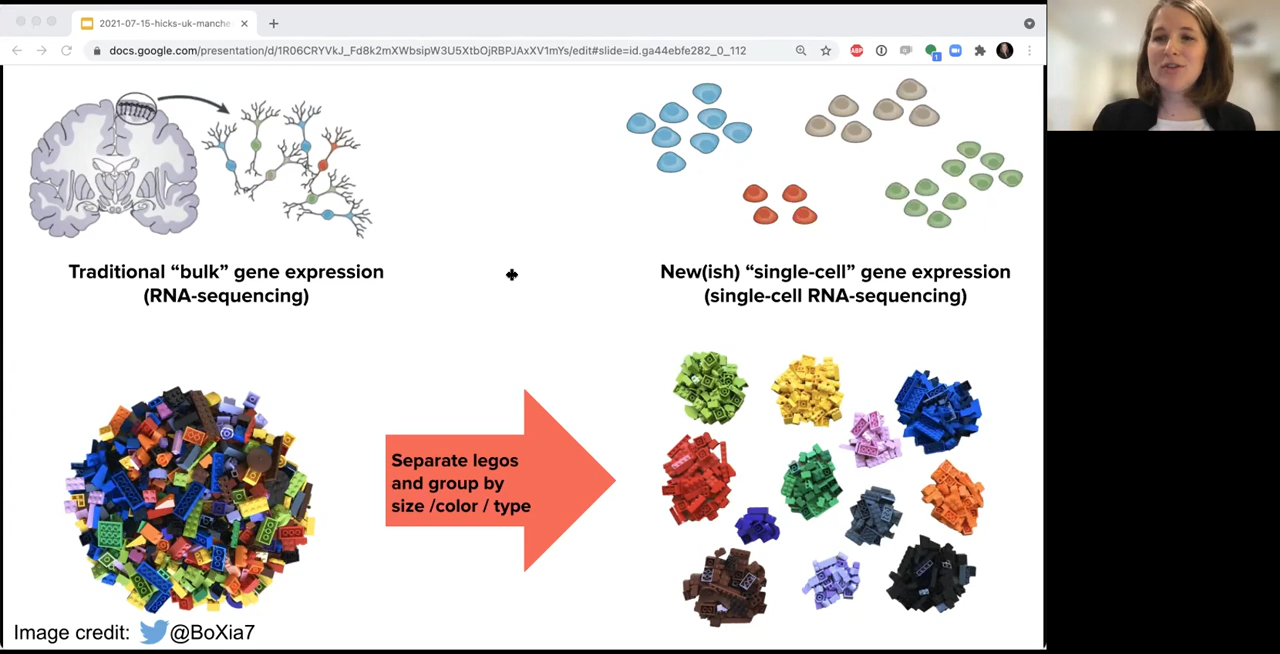 2021-07-15-hicks-uk-manche
docs.google.com/presentation/d/1R06CRYVkJ_Fd8k2mXWbsipW3U5XtbOjRBPJAxXV1mYs/edit#slide=id.ga44ebfe282_0_112
ABP
1
Traditional “bulk” gene expression
(RNA-sequencing)
New(ish) “single-cell” gene expression
(single-cell RNA-sequencing)
Separate legos
and group by
size /color / type
Image credit: @BoXia7